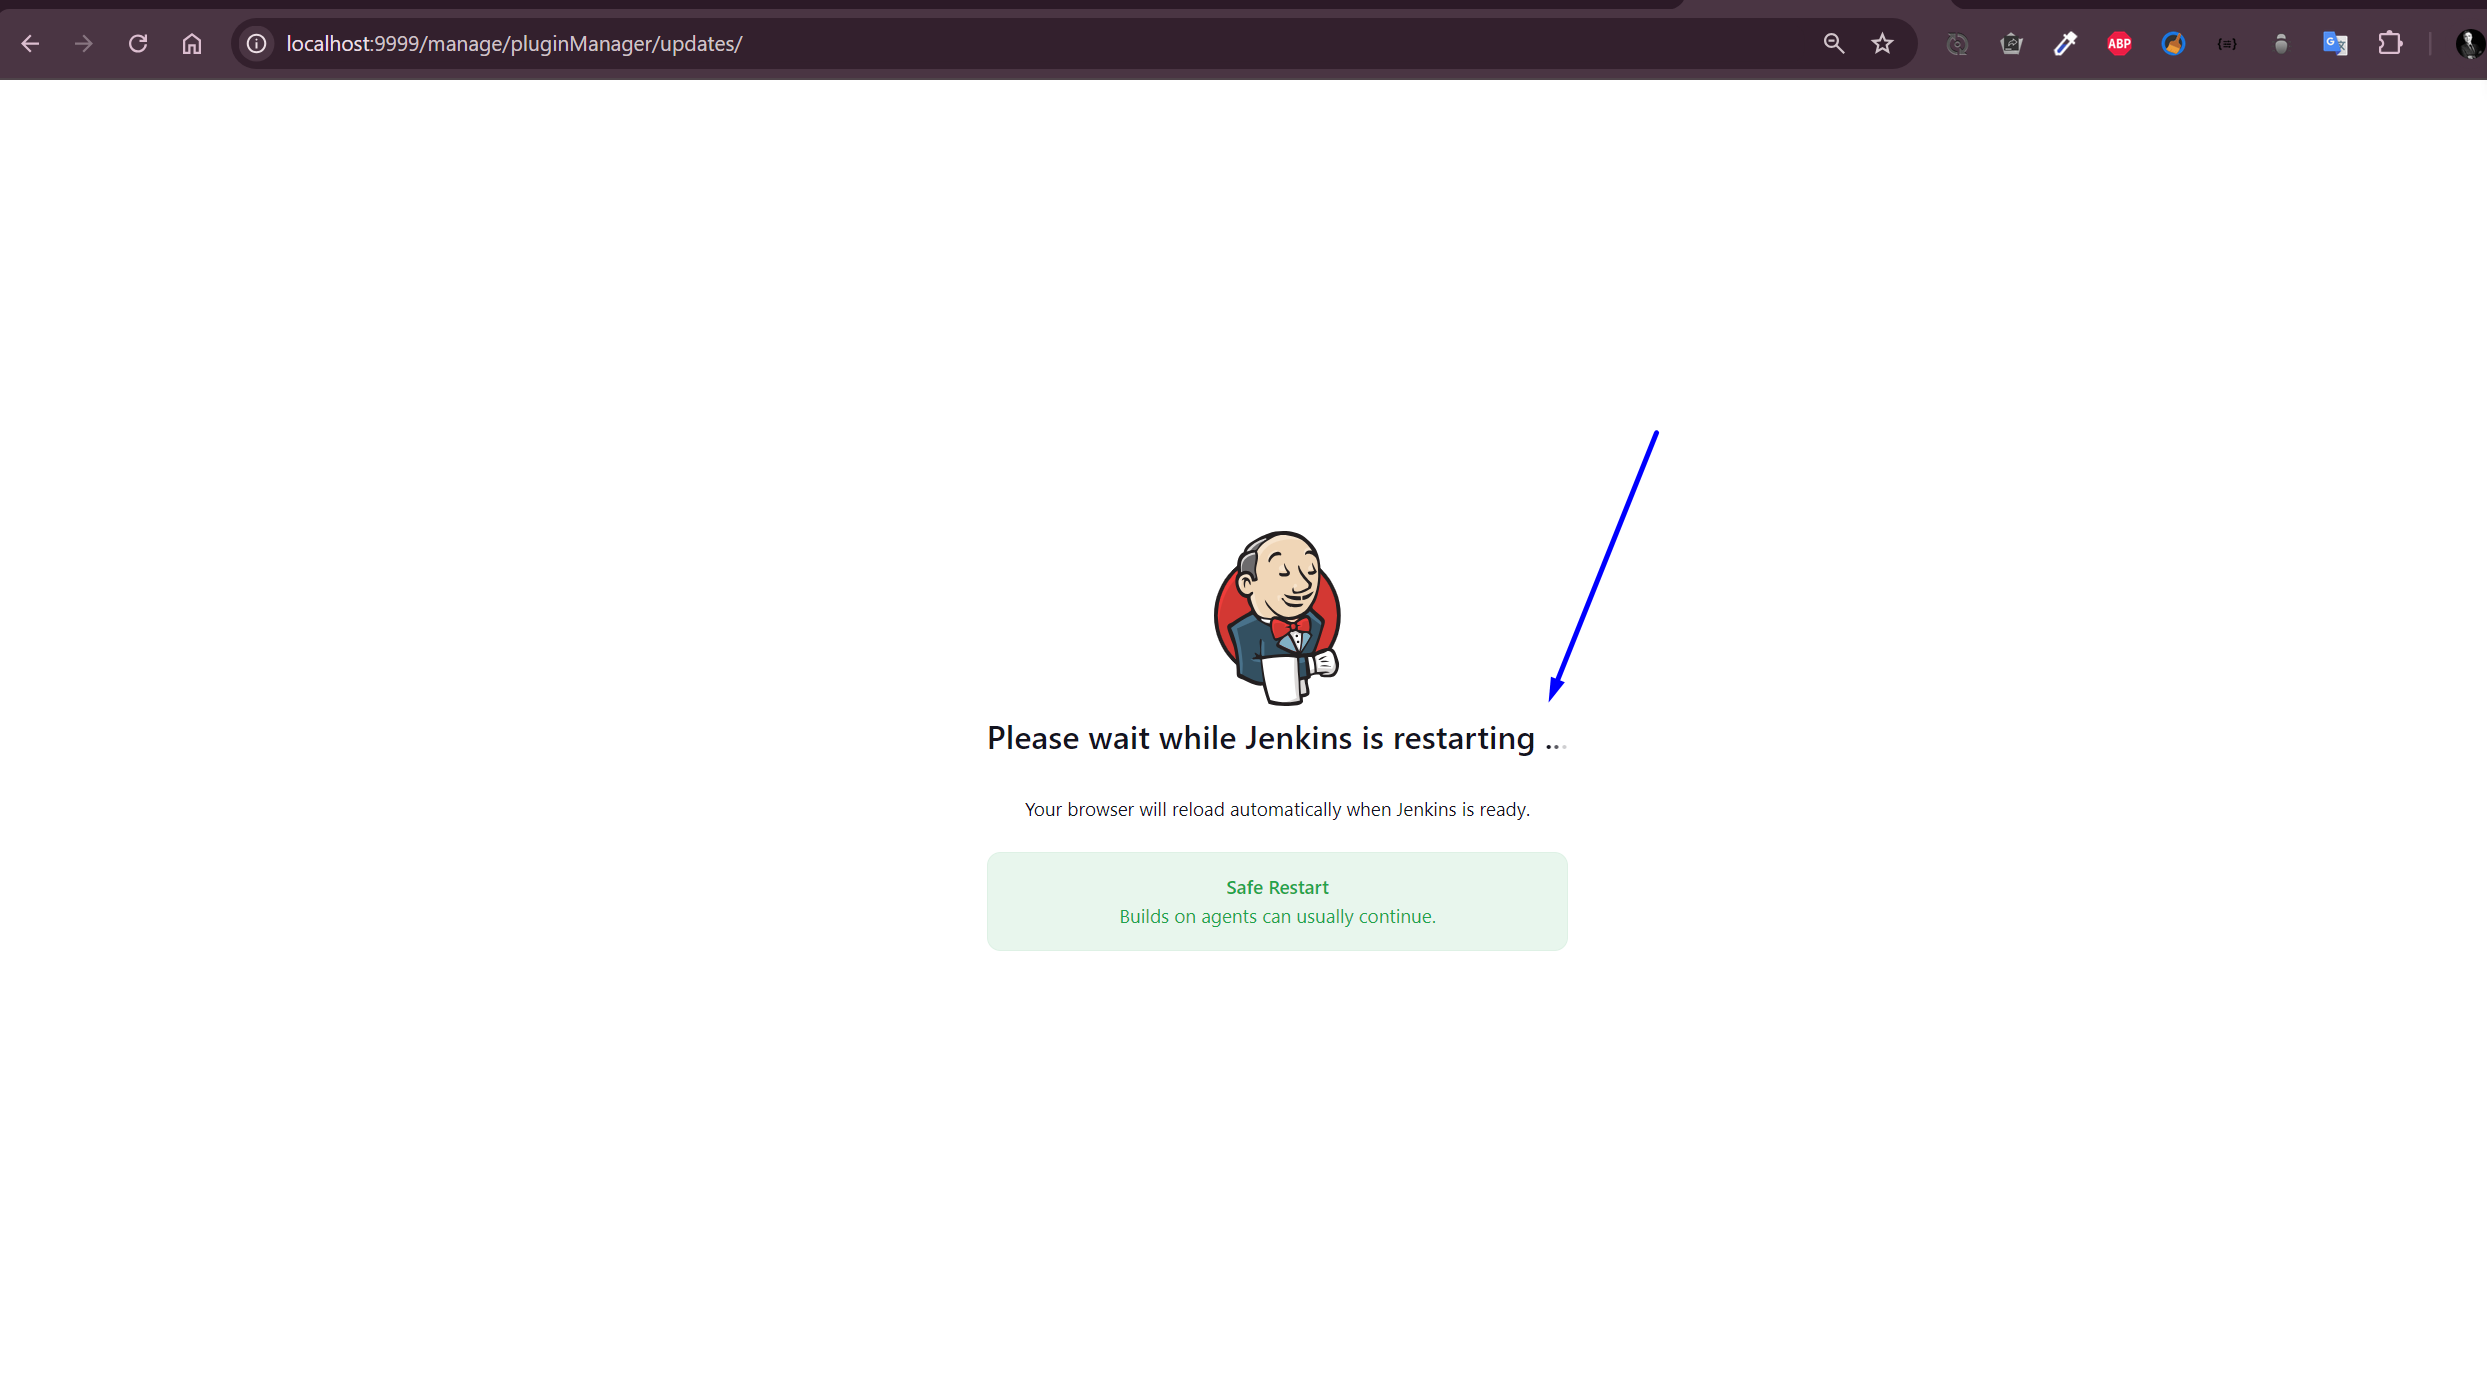 localhost:9999/manage/pluginManager/updates/
ABP
G
Please wait while Jenkins is restarting ...
Your browser will reload automatically when Jenkins is ready.
Safe Restart
Builds on agents can usually continue.